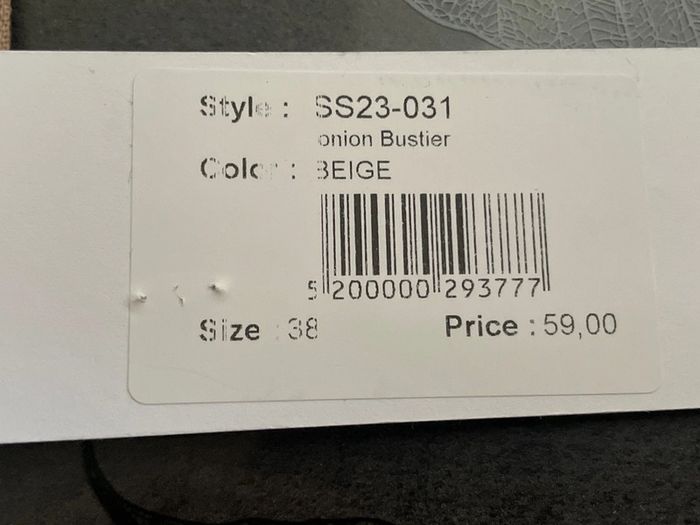 Style : SS23-031
onion Bustier
Color : BEIGE
5 200000 293777
Size : 38 Price : 59,00